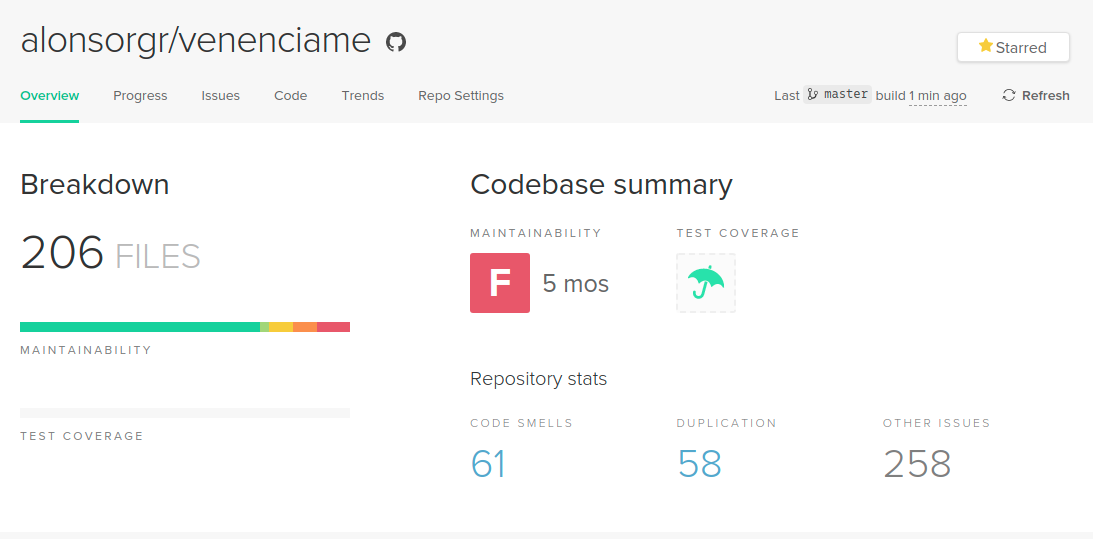 alonsorgr/venenciame
Starred
Overview Progress Issues Code Trends Repo Settings Last master build 1 min ago Refresh
Breakdown
206 FILES
MAINTAINABILITY
TEST COVERAGE
Codebase summary
MAINTAINABILITY TEST COVERAGE
F 5 mos
Repository stats
CODE SMELLS DUPLICATION OTHER ISSUES
61 58 258